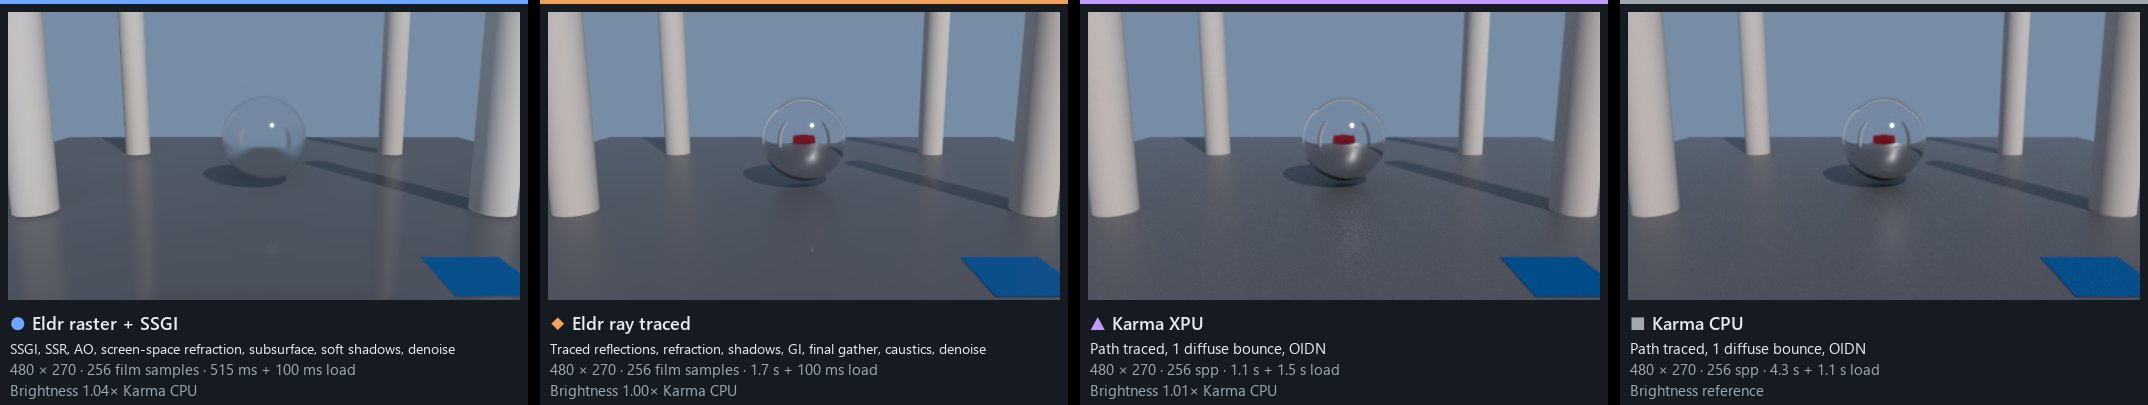 Eldr raster + SSGI
SSGI, SSR, AO, screen-space refraction, subsurface, soft shadows, denoise
480 × 270 · 256 film samples · 515 ms + 100 ms load
Brightness 1.04× Karma CPU
Eldr ray traced
Traced reflections, refraction, shadows, GI, final gather, caustics, denoise
480 × 270 · 256 film samples · 1.7 s + 100 ms load
Brightness 1.00× Karma CPU
Karma XPU
Path traced, 1 diffuse bounce, OIDN
480 × 270 · 256 spp · 1.1 s + 1.5 s load
Brightness 1.01× Karma CPU
Karma CPU
Path traced, 1 diffuse bounce, OIDN
480 × 270 · 256 spp · 4.3 s + 1.1 s load
Brightness reference